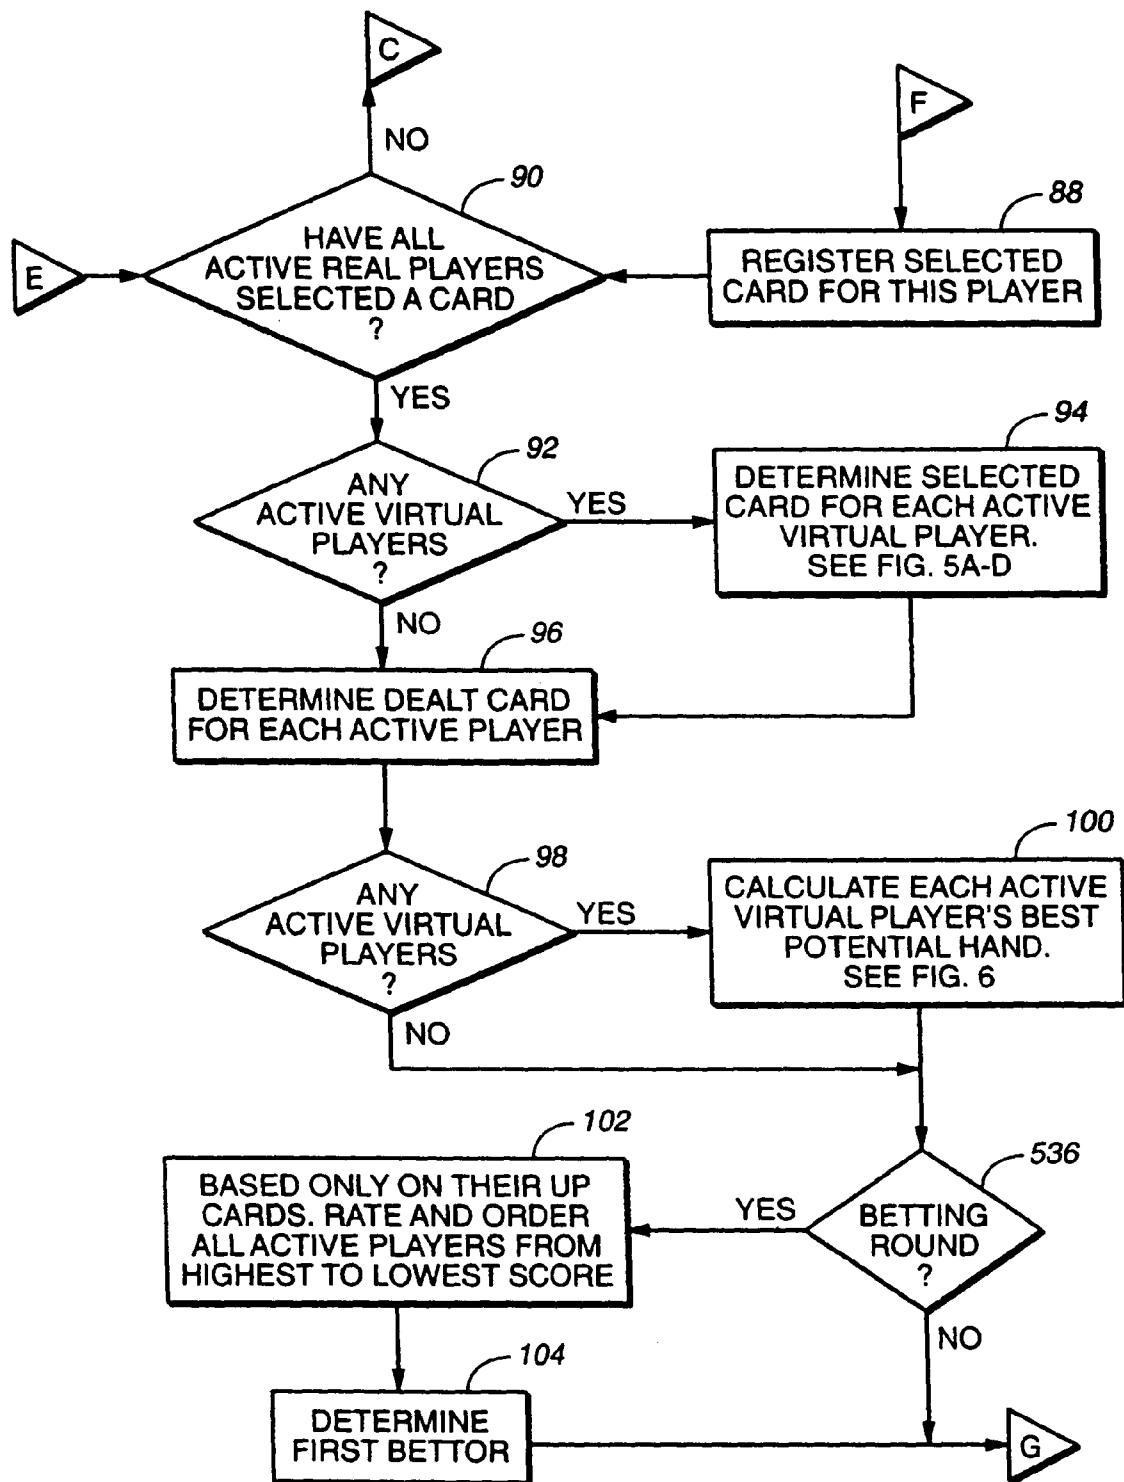 C
F
NO
90
88
HAVE ALL
ACTIVE REAL PLAYERS
SELECTED A CARD
?
E
REGISTER SELECTED
CARD FOR THIS PLAYER
YES
92
94
ANY
ACTIVE VIRTUAL
PLAYERS
?
YES
DETERMINE SELECTED
CARD FOR EACH ACTIVE
VIRTUAL PLAYER.
SEE FIG. 5A-D
NO
96
DETERMINE DEALT CARD
FOR EACH ACTIVE PLAYER
98
100
ANY
ACTIVE VIRTUAL
PLAYERS
?
YES
CALCULATE EACH ACTIVE
VIRTUAL PLAYER'S BEST
POTENTIAL HAND.
SEE FIG. 6
NO
102
536
BASED ONLY ON THEIR UP
CARDS. RATE AND ORDER
ALL ACTIVE PLAYERS FROM
HIGHEST TO LOWEST SCORE
YES
BETTING
ROUND
?
NO
104
DETERMINE
FIRST BETTOR
G